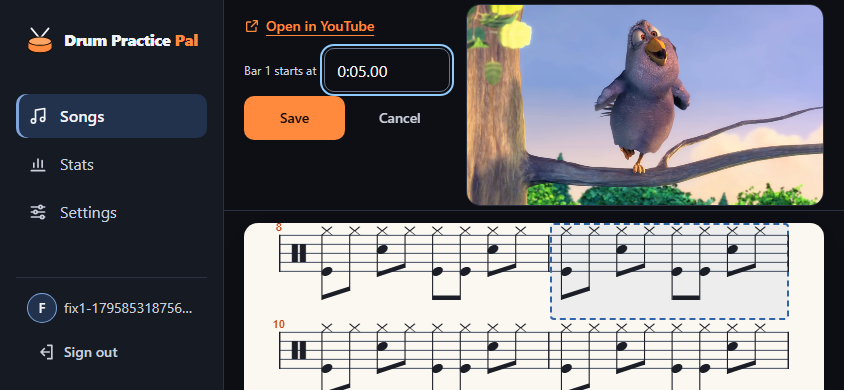 Drum Practice Pal
Songs
Stats
Settings
F fix1-179585318756...
Sign out
Open in YouTube
Bar 1 starts at 0:05.00
Save Cancel
8
10